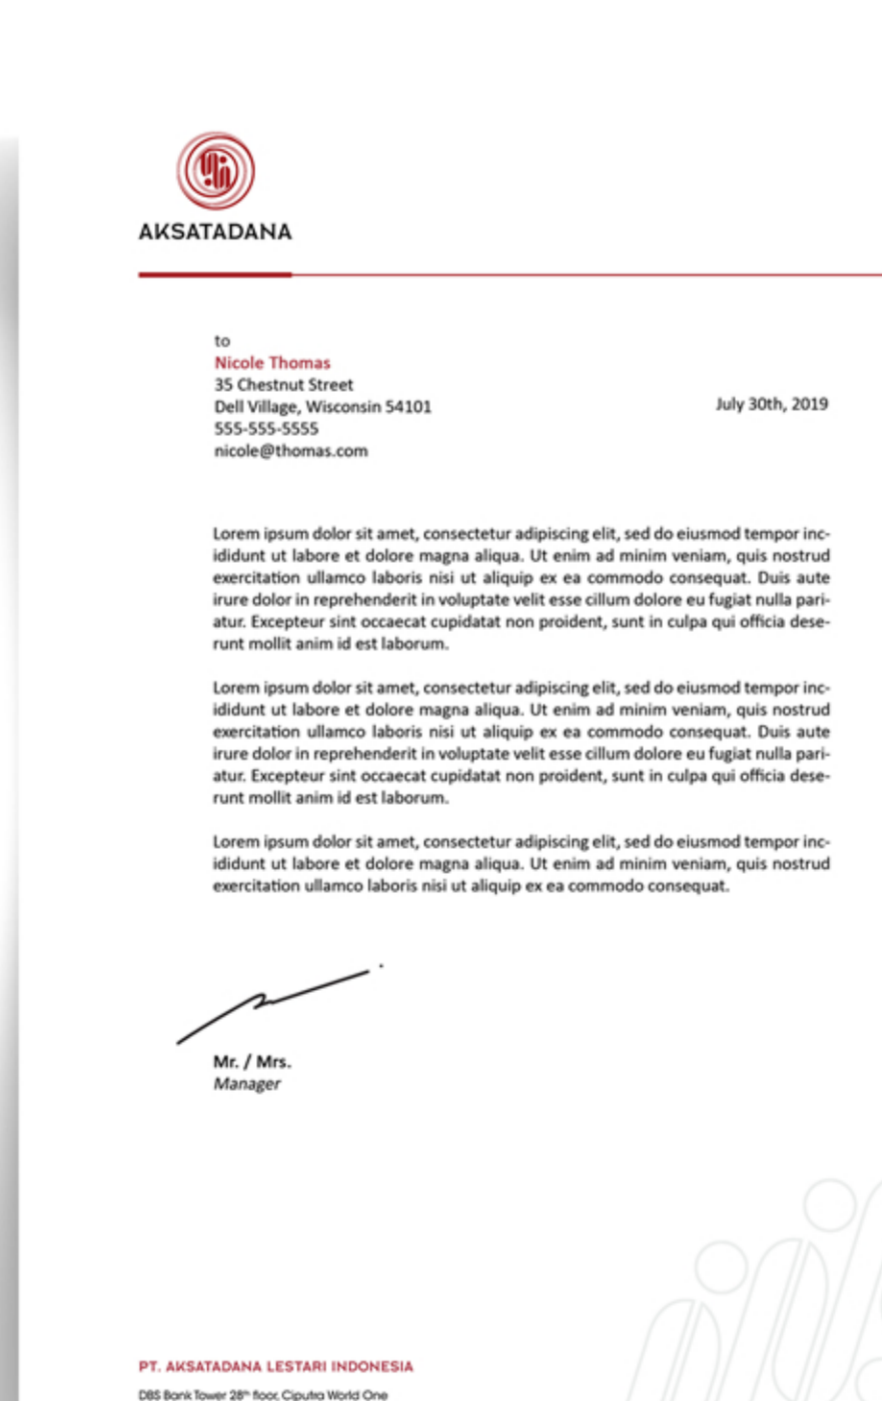 AKSATADANA
to
Nicole Thomas
35 Chestnut Street
Dell Village, Wisconsin 54101
July 30th, 2019
555-555-5555
nicole@thomas.com
Lorem ipsum dolor sit amet, consectetur adipiscing elit, sed do eiusmod tempor inc-
ididunt ut labore et dolore magna aliqua. Ut enim ad minim veniam, quis nostrud
exercitation ullamco laboris nisi ut aliquip ex ea commodo consequat. Duis aute
irure dolor in reprehenderit in voluptate velit esse cillum dolore eu fugiat nulla pari-
atur. Excepteur sint occaecat cupidatat non proident, sunt in culpa qui officia dese-
runt mollit anim id est laborum.
Lorem ipsum dolor sit amet, consectetur adipiscing elit, sed do eiusmod tempor inc-
ididunt ut labore et dolore magna aliqua. Ut enim ad minim veniam, quis nostrud
exercitation ullamco laboris nisi ut aliquip ex ea commodo consequat. Duis aute
irure dolor in reprehenderit in voluptate velit esse cillum dolore eu fugiat nulla pari-
atur. Excepteur sint occaecat cupidatat non proident, sunt in culpa qui officia dese-
runt mollit anim id est laborum.
Lorem ipsum dolor sit amet, consectetur adipiscing elit, sed do eiusmod tempor inc-
ididunt ut labore et dolore magna aliqua. Ut enim ad minim veniam, quis nostrud
exercitation ullamco laboris nisi ut aliquip ex ea commodo consequat.
Mr. / Mrs.
Manager
PT. AKSATADANA LESTARI INDONESIA
DBS Bank Tower 28th floor, Ciputra World One